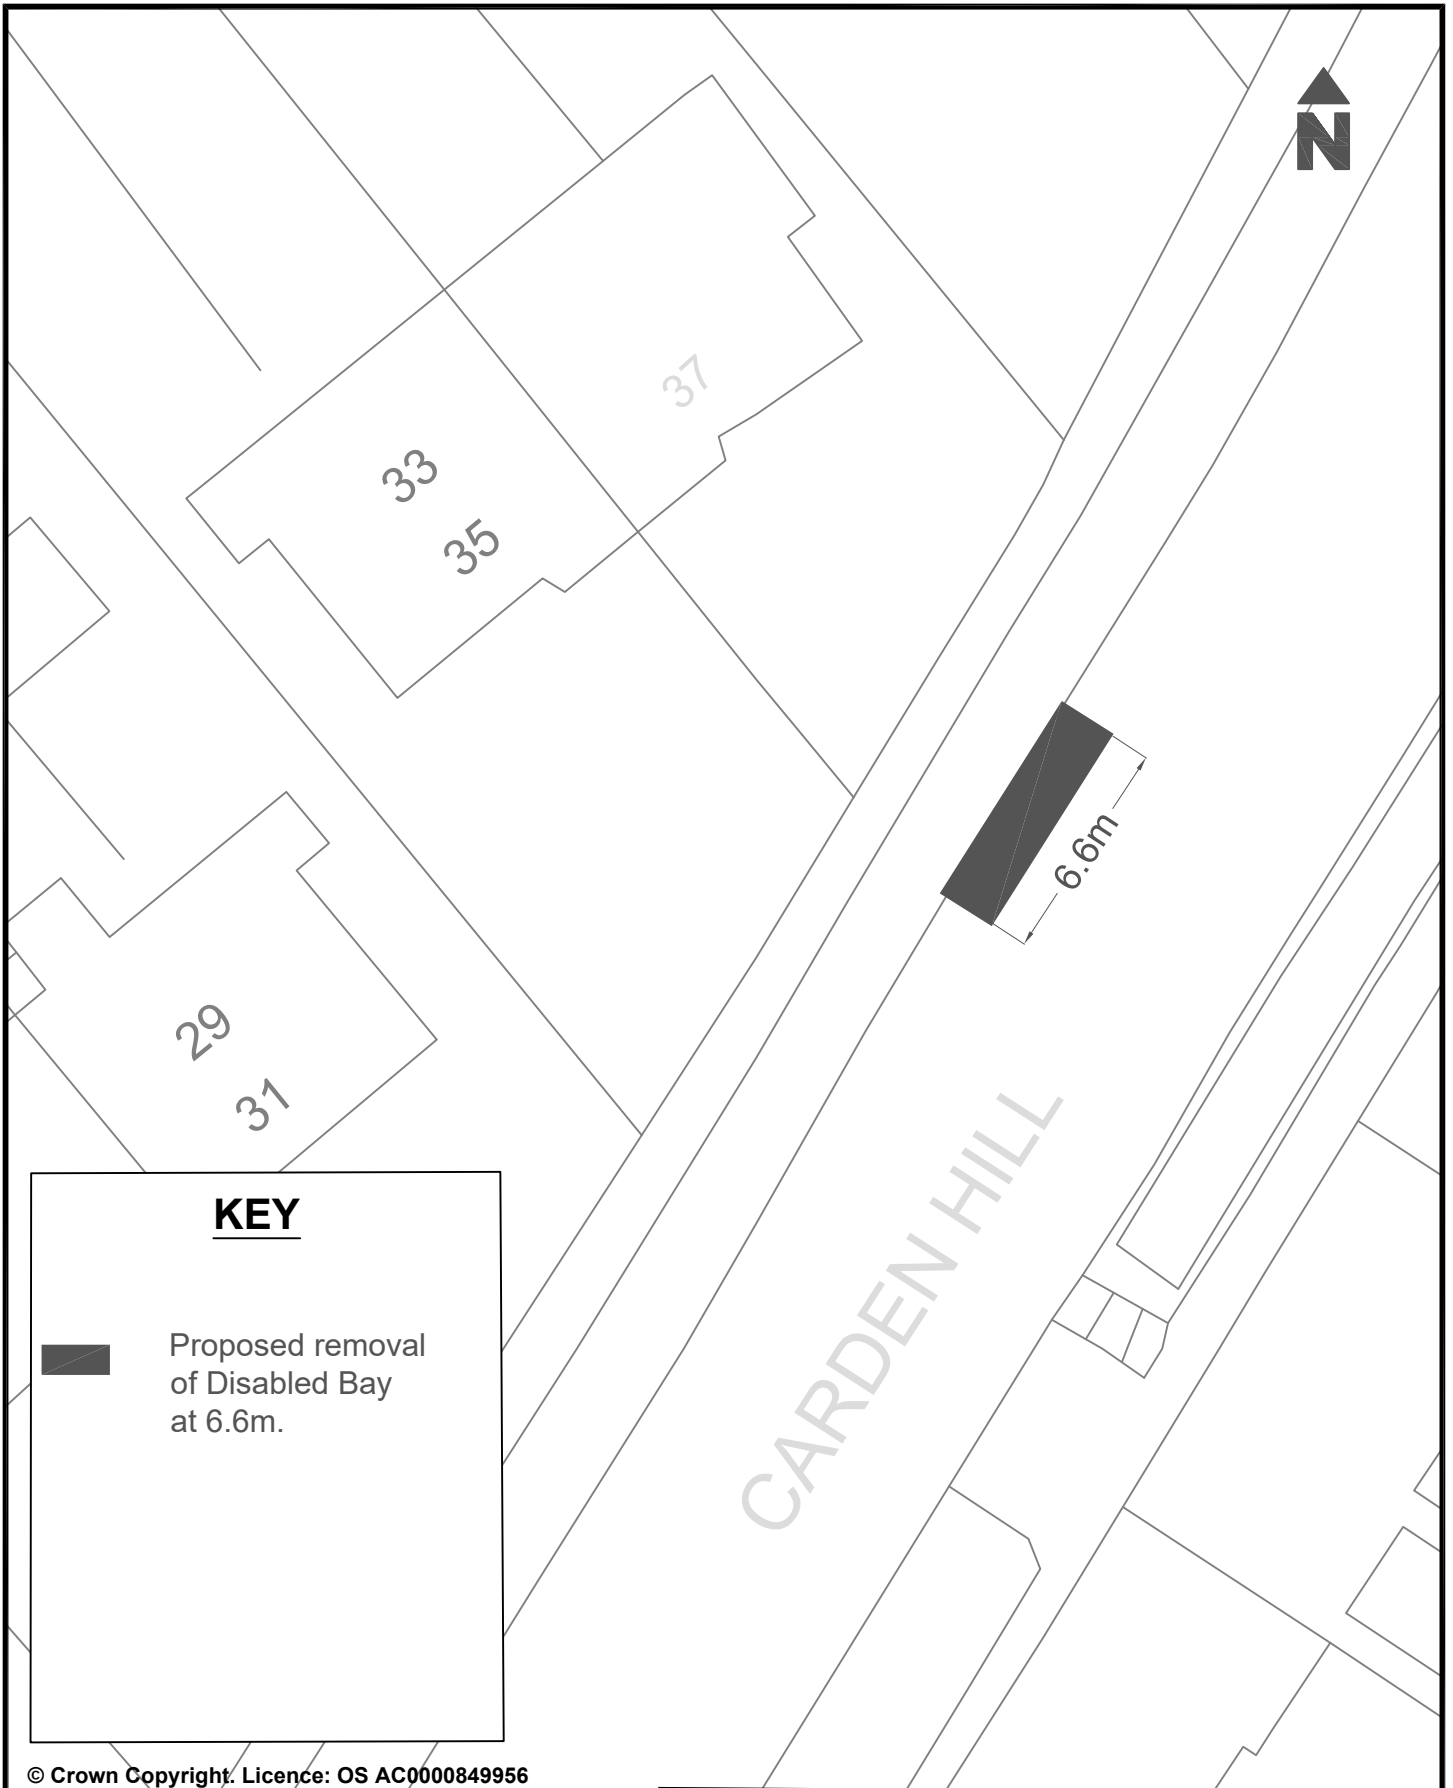 N
37
33
35
6.6m
29
31
CARDEN HILL
KEY
Proposed removal
of Disabled Bay
at 6.6m.
© Crown Copyright. Licence: OS AC0000849956